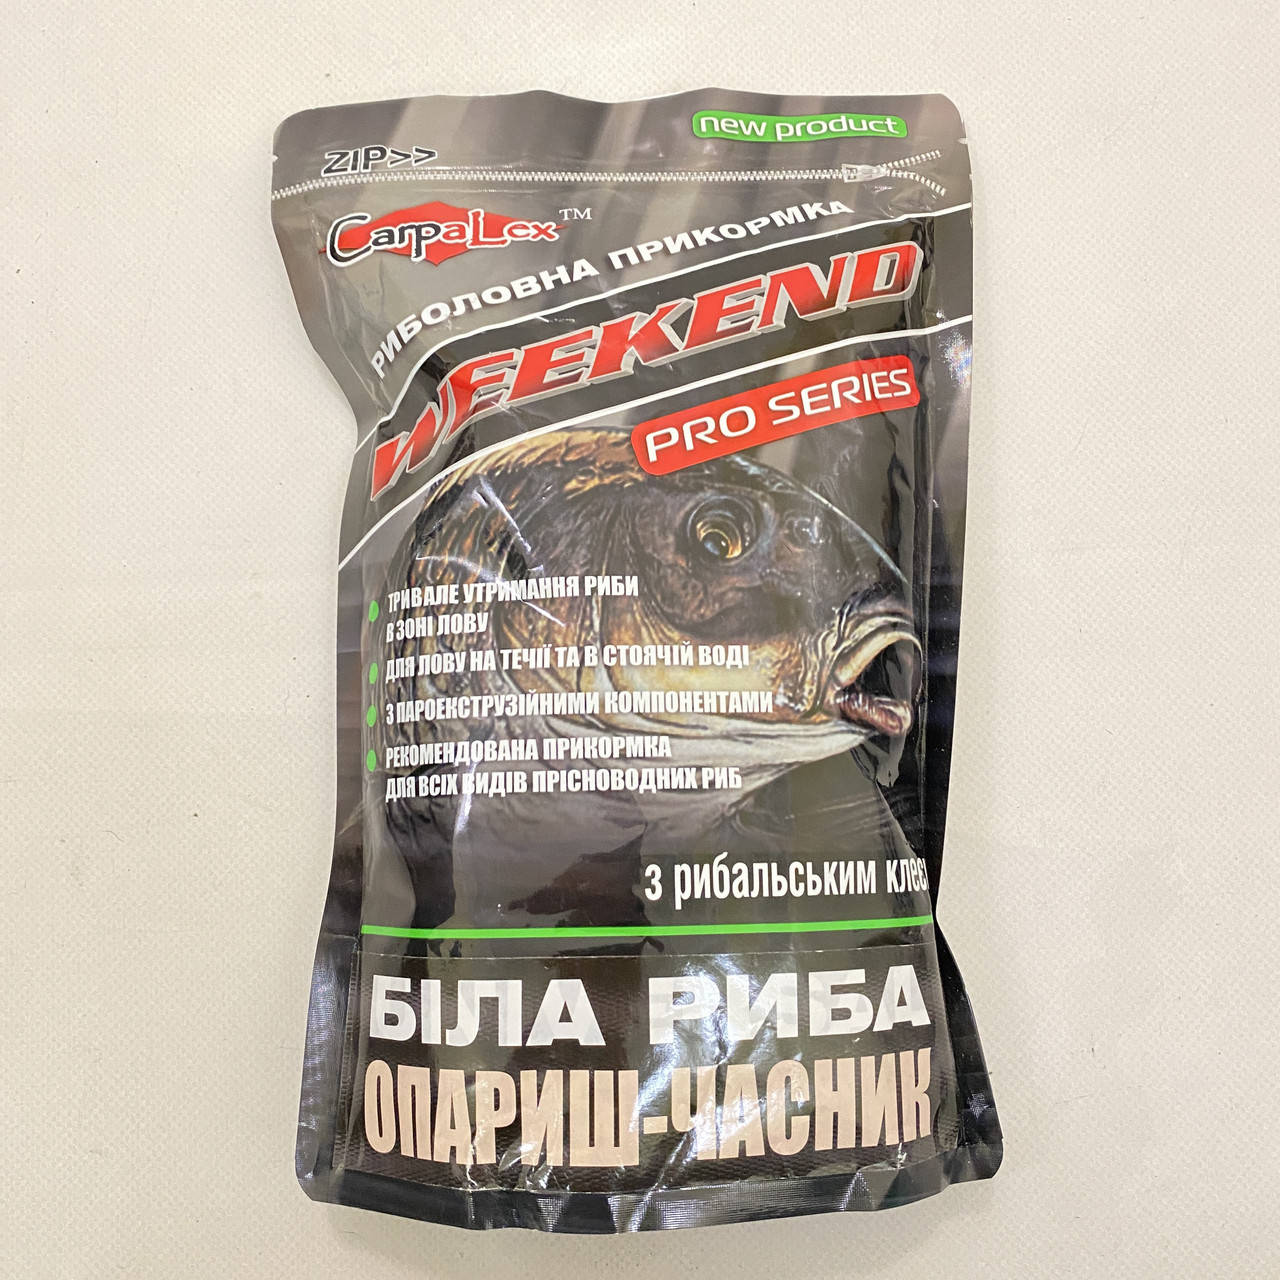 new product
ZIP>>
CarpaLex™
РИБОЛОВНА ПРИКОРМКА
WEEKEND
PRO SERIES
ТРИВАЛЕ УТРИМАННЯ РИБИ
В ЗОНІ ЛОВУ
ДЛЯ ЛОВУ НА ТЕЧІЇ ТА В СТОЯЧІЙ ВОДІ
З ПАРОЕКСТРУЗІЙНИМИ КОМПОНЕНТАМИ
РЕКОМЕНДОВАНА ПРИКОРМКА
ДЛЯ ВСІХ ВИДІВ ПРІСНОВОДНИХ РИБ
з рибальським
БІЛА РИБА
ОПАРИШ-ЧАСНИК